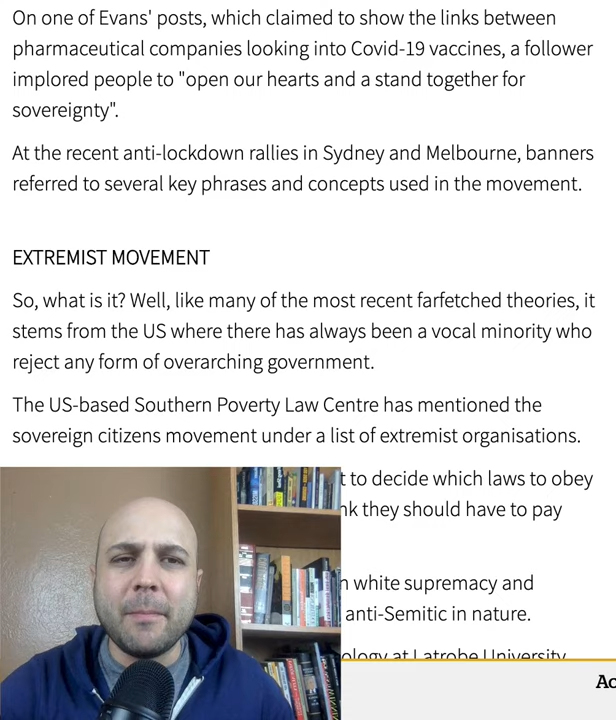 On one of Evans' posts, which claimed to show the links between
pharmaceutical companies looking into Covid-19 vaccines, a follower
implored people to "open our hearts and a stand together for
sovereignty".
At the recent anti-lockdown rallies in Sydney and Melbourne, banners
referred to several key phrases and concepts used in the movement.
EXTREMIST MOVEMENT
So, what is it? Well, like many of the most recent farfetched theories, it
stems from the US where there has always been a vocal minority who
reject any form of overarching government.
The US-based Southern Poverty Law Centre has mentioned the
sovereign citizens movement under a list of extremist organisations.
t to decide which laws to obey
nk they should have to pay
n white supremacy and
anti-Semitic in nature.
ology at Latrobe University
Ac